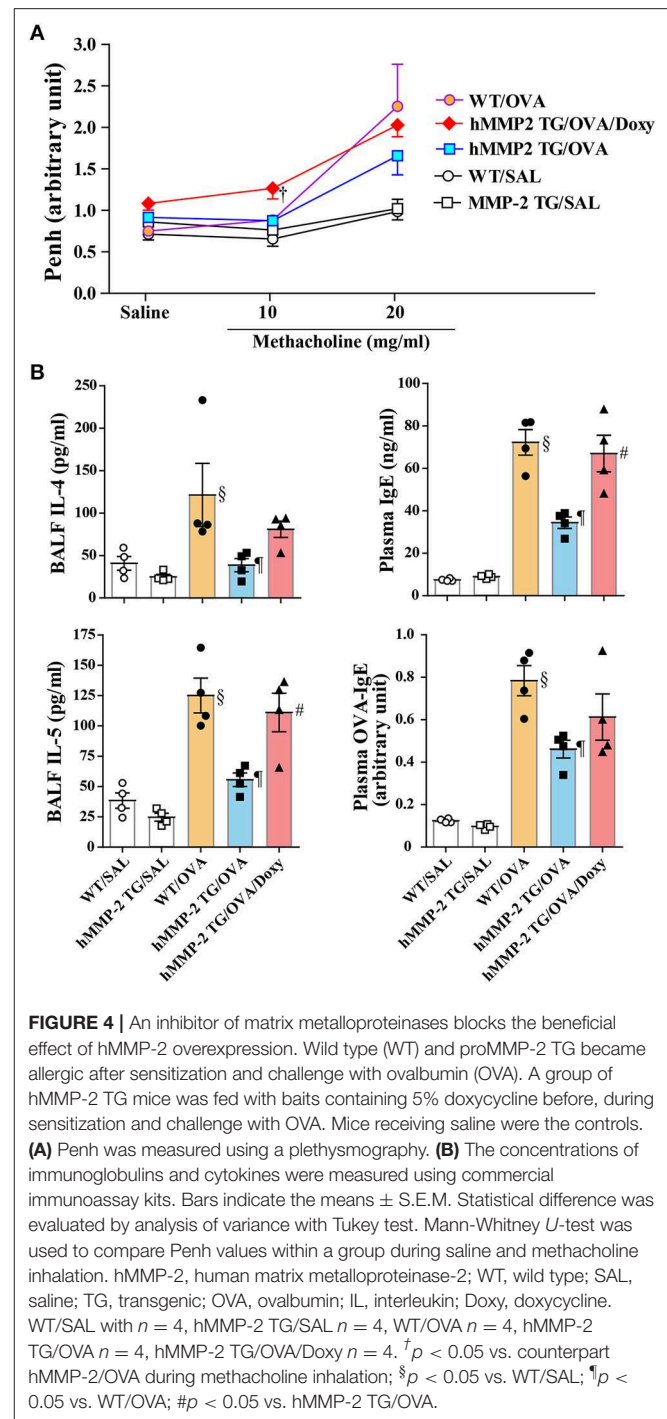 A
Penh (arbitrary unit)
3.0
2.5
2.0
1.5
1.0
0.5
0.0
†
WT/OVA
hMMP2 TG/OVA/Doxy
hMMP2 TG/OVA
WT/SAL
MMP-2 TG/SAL
Saline
10
20
Methacholine (mg/ml)
B
BALF IL-4 (pg/ml)
250
200
150
100
50
0
§
¶
Plasma IgE (ng/ml)
100
80
60
40
20
0
§
¶
#
BALF IL-5 (pg/ml)
175
150
125
100
75
50
25
0
§
¶
#
WT/SAL
hMMP-2 TG/SAL
WT/OVA
hMMP-2 TG/OVA
hMMP-2 TG/OVA/Doxy
Plasma OVA-IgE
(arbitrary unit)
1.0
0.8
0.6
0.4
0.2
0
§
¶
WT/SAL
hMMP-2 TG/SAL
WT/OVA
hMMP-2 TG/OVA
hMMP-2 TG/OVA/Doxy
FIGURE 4 | An inhibitor of matrix metalloproteinases blocks the beneficial
effect of hMMP-2 overexpression. Wild type (WT) and proMMP-2 TG became
allergic after sensitization and challenge with ovalbumin (OVA). A group of
hMMP-2 TG mice was fed with baits containing 5% doxycycline before, during
sensitization and challenge with OVA. Mice receiving saline were the controls.
(A) Penh was measured using a plethysmography. (B) The concentrations of
immunoglobulins and cytokines were measured using commercial
immunoassay kits. Bars indicate the means ± S.E.M. Statistical difference was
evaluated by analysis of variance with Tukey test. Mann-Whitney U-test was
used to compare Penh values within a group during saline and methacholine
inhalation. hMMP-2, human matrix metalloproteinase-2; WT, wild type; SAL,
saline; TG, transgenic; OVA, ovalbumin; IL, interleukin; Doxy, doxycycline.
WT/SAL with n = 4, hMMP-2 TG/SAL n = 4, WT/OVA n = 4, hMMP-2
TG/OVA n = 4, hMMP-2 TG/OVA/Doxy n = 4. †p < 0.05 vs. counterpart
hMMP-2/OVA during methacholine inhalation; §p < 0.05 vs. WT/SAL; ¶p <
0.05 vs. WT/OVA; #p < 0.05 vs. hMMP-2 TG/OVA.